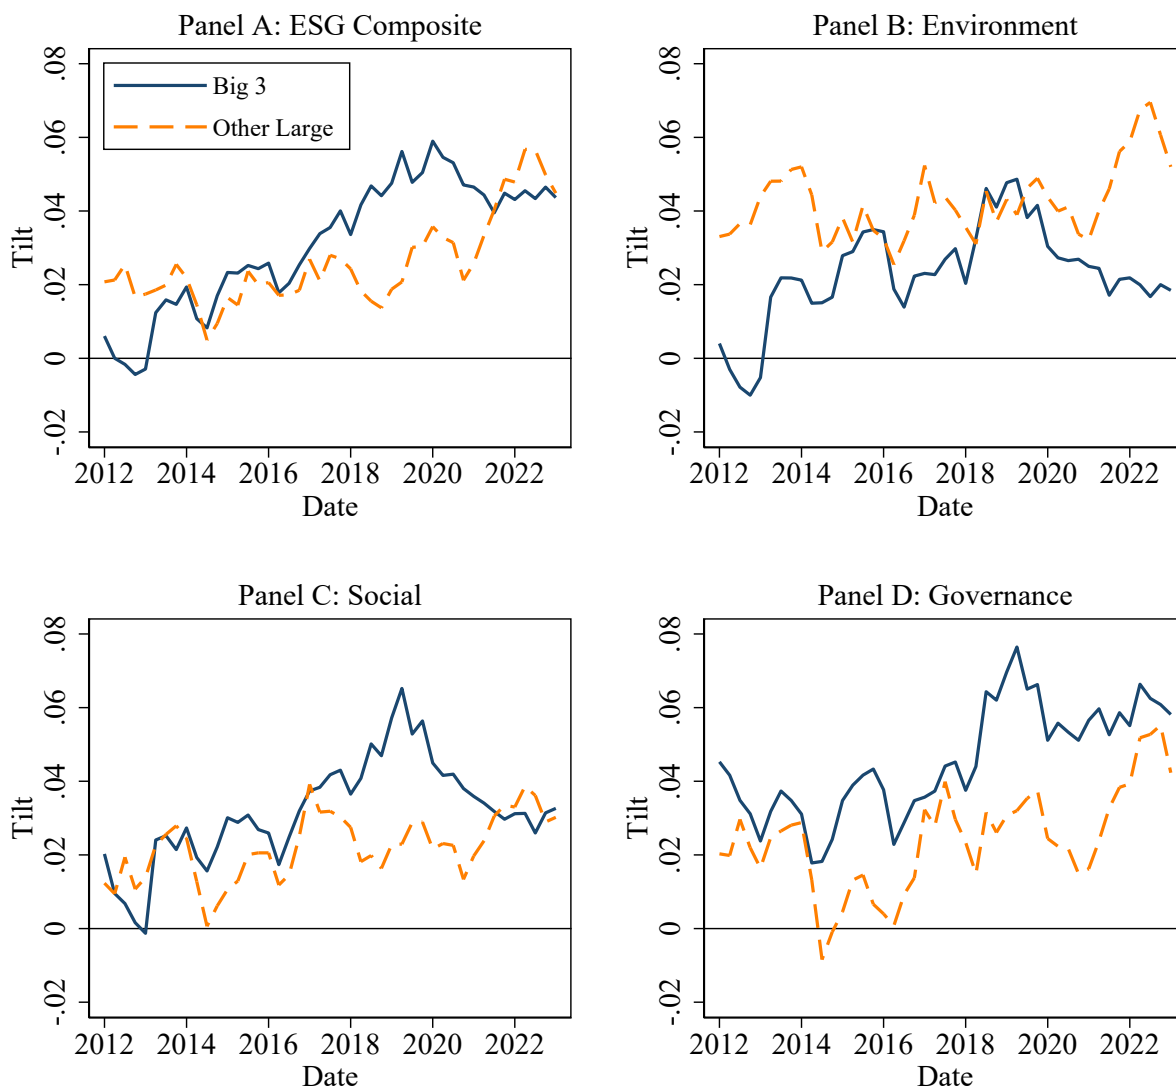 Panel A: ESG Composite
Tilt
.08
.06
.04
.02
0
-.02
Big 3
Other Large
2012 2014 2016 2018 2020 2022
Date
Panel B: Environment
Tilt
.08
.06
.04
.02
0
-.02
2012 2014 2016 2018 2020 2022
Date
Panel C: Social
Tilt
.08
.06
.04
.02
0
-.02
2012 2014 2016 2018 2020 2022
Date
Panel D: Governance
Tilt
.08
.06
.04
.02
0
-.02
2012 2014 2016 2018 2020 2022
Date